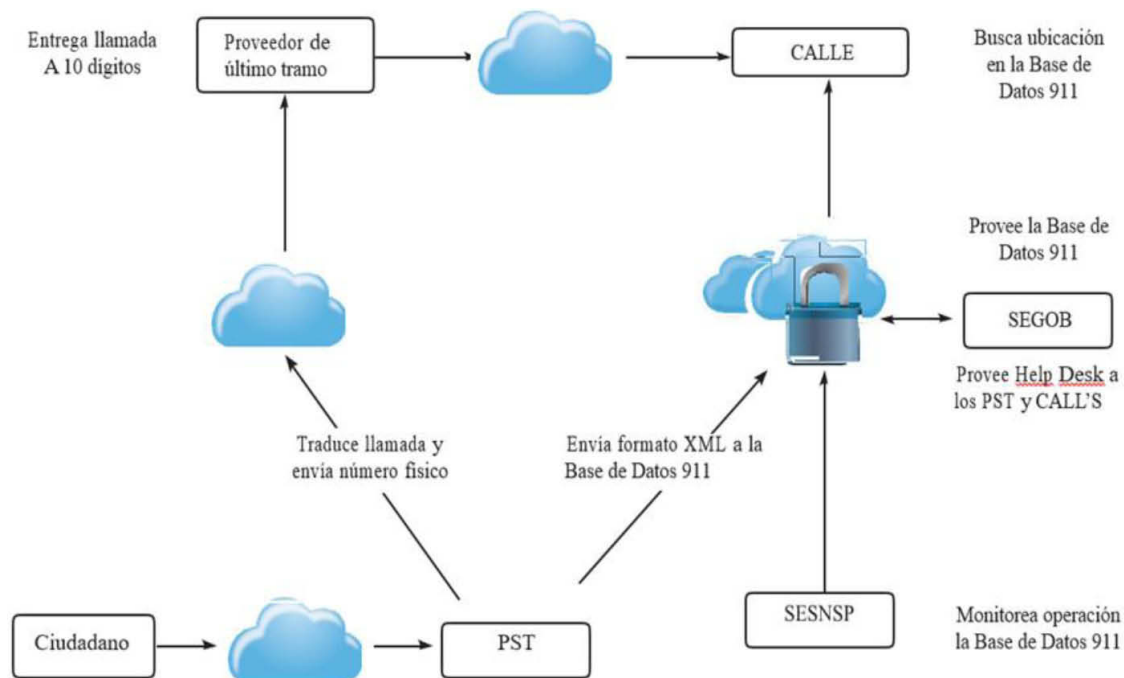 Entrega llamada
A 10 dígitos
Proveedor de
último tramo
CALLE
Busca ubicación
en la Base de
Datos 911
Provee la Base de
Datos 911
SEGOB
Provee Help Desk a
los PST y CALL'S
Traduce llamada y
envía número físico
Envía formato XML a la
Base de Datos 911
Ciudadano
PST
SESNSP
Monitorea operación
la Base de Datos 911